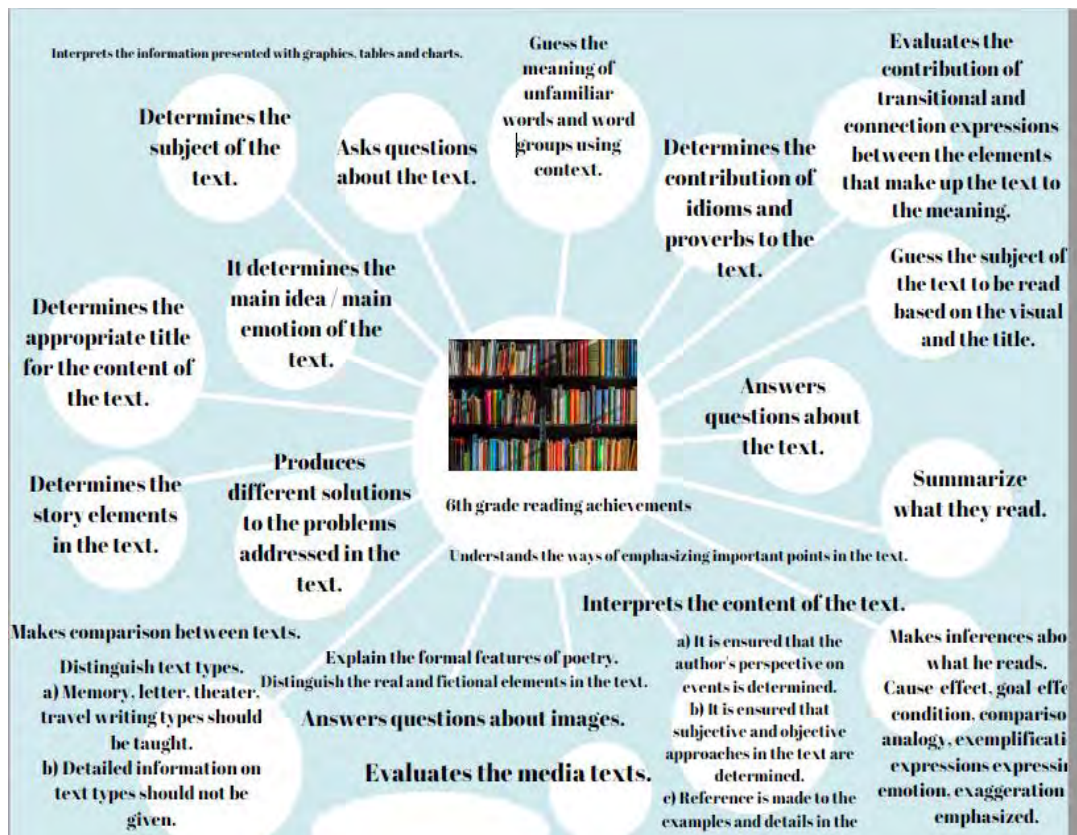 Interprets the information presented with graphics, tables and charts.
Determines the
subject of the
text.
Asks questions
about the text.
Guess the
meaning of
unfamiliar
words and word
groups using
context.
Determines the
contribution of
idioms and
proverbs to the
text.
Evaluates the
contribution of
transitional and
connection expressions
between the elements
that make up the text to
the meaning.
It determines the
main idea / main
emotion of the
text.
Guess the subject of
the text to be read
based on the visual
and the title.
Determines the
appropriate title
for the content of
the text.
Answers
questions about
the text.
Determines the
story elements
in the text.
Produces
different solutions
to the problems
addressed in the
text.
6th grade reading achievements
Summarize
what they read.
Understands the ways of emphasizing important points in the text.
Interprets the content of the text.
Makes comparison between texts.
Distinguish text types.
a) Memory, letter, theater,
travel writing types should
be taught.
b) Detailed information on
text types should not be
given.
Explain the formal features of poetry.
Distinguish the real and fictional elements in the text.
Answers questions about images.
Evaluates the media texts.
a) It is ensured that the
author's perspective on
events is determined.
b) It is ensured that
subjective and objective
approaches in the text are
determined.
c) Reference is made to the
examples and details in the
Makes inferences abo
what he reads.
Cause-effect, goal-effe
condition, compariso
analogy, exemplificati
expressions expressin
emotion, exaggeration
emphasized.